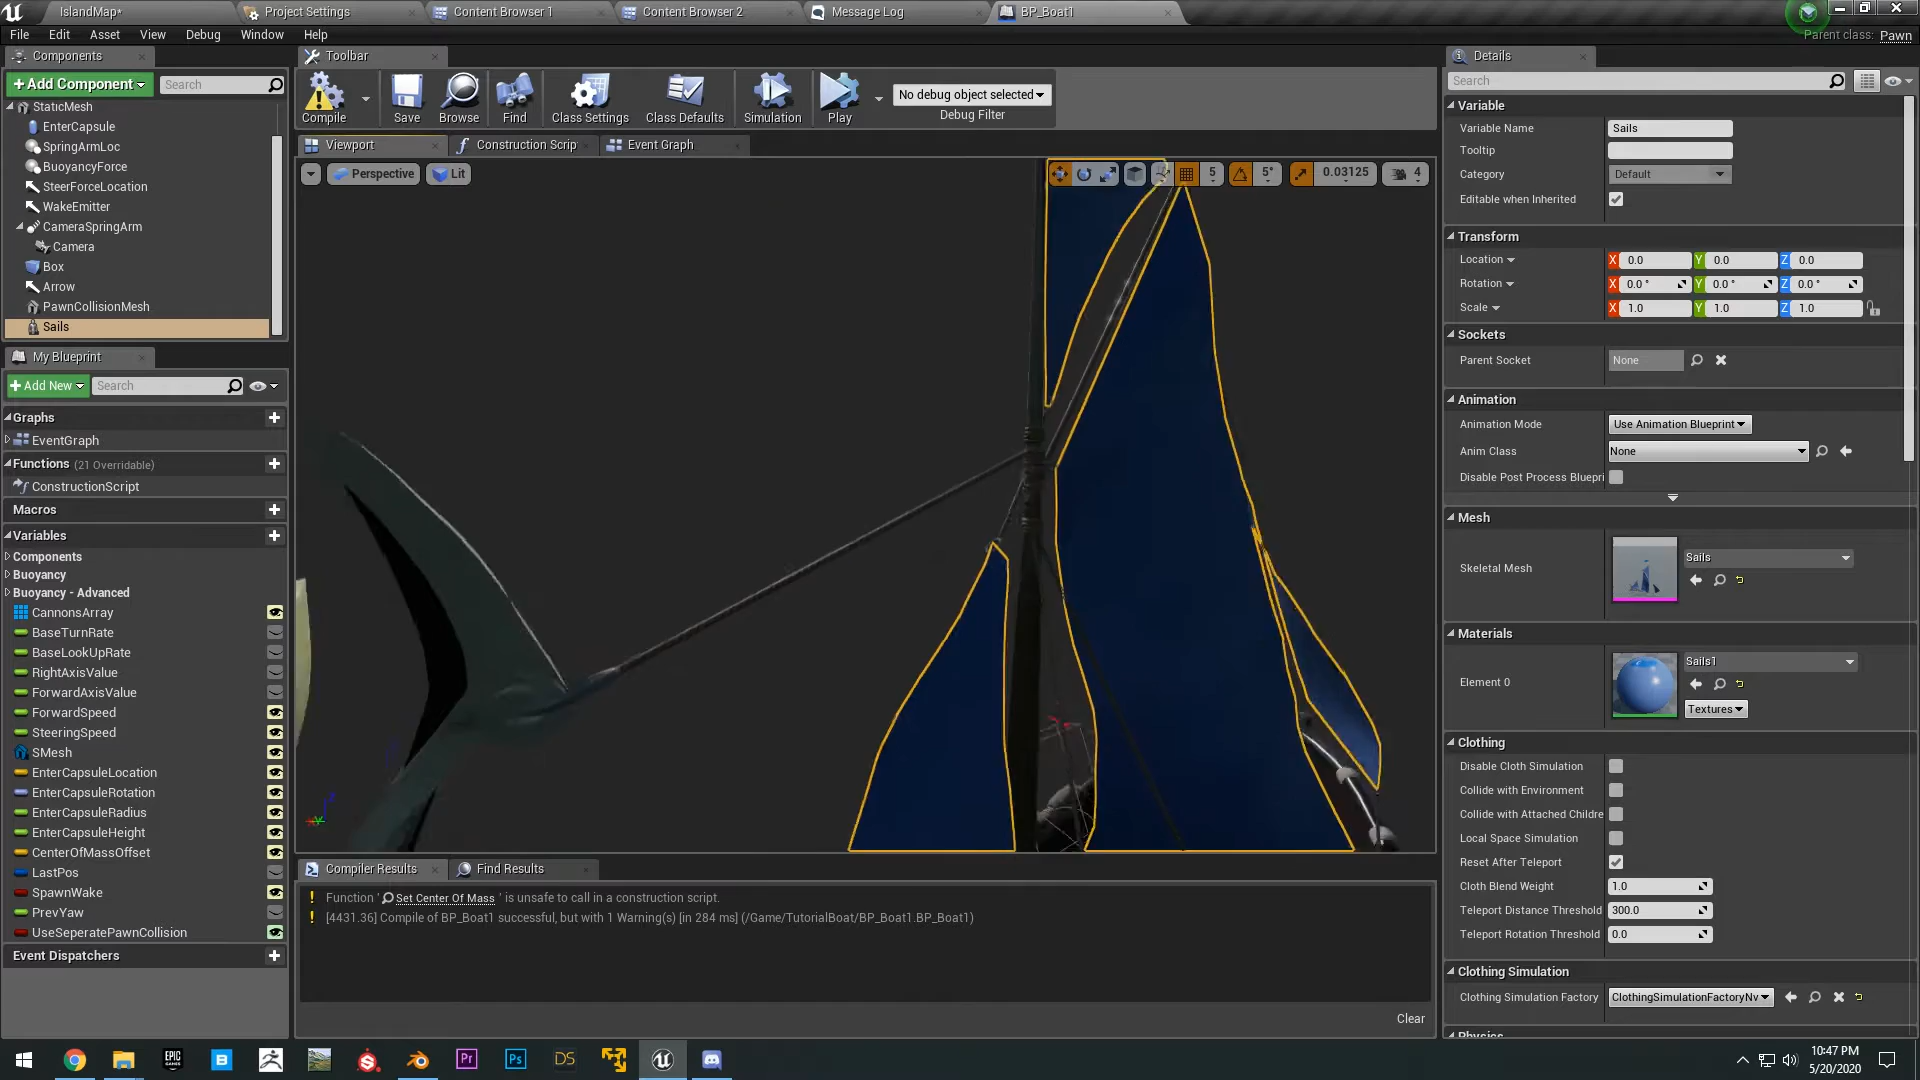 IslandMap*
Project Settings
Content Browser 1
Content Browser 2
Message Log
BP_Boat1
File Edit Asset View Debug Window Help
Parent class: Pawn
Components
Toolbar
Details
+ Add Component
Search
StaticMesh
EnterCapsule
SpringArmLoc
BuoyancyForce
SteerForceLocation
WakeEmitter
CameraSpringArm
Camera
Box
Arrow
PawnCollisionMesh
Sails
My Blueprint
+ Add New
Search
Graphs
EventGraph
Functions (21 Overridable)
ConstructionScript
Macros
Variables
Components
Buoyancy
Buoyancy - Advanced
CannonsArray
BaseTurnRate
BaseLookUpRate
RightAxisValue
ForwardAxisValue
ForwardSpeed
SteeringSpeed
SMesh
EnterCapsuleLocation
EnterCapsuleRotation
EnterCapsuleRadius
EnterCapsuleHeight
CenterOfMassOffset
LastPos
SpawnWake
PrevYaw
UseSeperatePawnCollision
Event Dispatchers
Compile
Save
Browse
Find
Class Settings
Class Defaults
Simulation
Play
No debug object selected
Debug Filter
Viewport
Construction Scrip
Event Graph
Perspective
Lit
5
5°
0.03125
4
Compiler Results
Find Results
! Function ' Set Center Of Mass ' is unsafe to call in a construction script.
! [4431.36] Compile of BP_Boat1 successful, but with 1 Warning(s) [in 284 ms] (/Game/TutorialBoat/BP_Boat1.BP_Boat1)
Clear
Search
Variable
Variable Name Sails
Tooltip
Category Default
Editable when Inherited
Transform
Location X 0.0 Y 0.0 Z 0.0
Rotation X 0.0 ° Y 0.0 ° Z 0.0 °
Scale X 1.0 Y 1.0 Z 1.0
Sockets
Parent Socket None
Animation
Animation Mode Use Animation Blueprint
Anim Class None
Disable Post Process Bluepri
Mesh
Skeletal Mesh Sails
Materials
Element 0 Sails1
Textures
Clothing
Disable Cloth Simulation
Collide with Environment
Collide with Attached Childre
Local Space Simulation
Reset After Teleport
Cloth Blend Weight 1.0
Teleport Distance Threshold 300.0
Teleport Rotation Threshold 0.0
Clothing Simulation
Clothing Simulation Factory ClothingSimulationFactoryNv
Physics
EPIC GAMES
B
Pr
Ps
DS
10:47 PM
5/20/2020